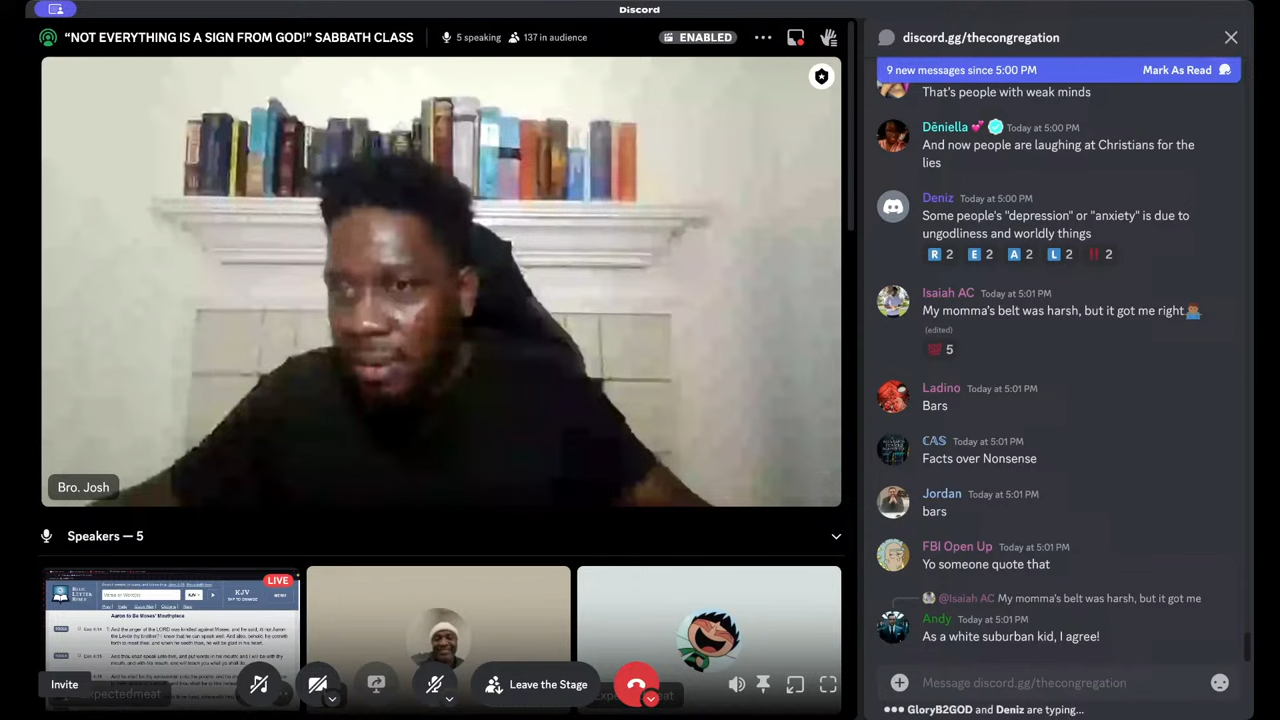 Discord
“NOT EVERYTHING IS A SIGN FROM GOD!” SABBATH CLASS
5 speaking
137 in audience
ENABLED
Bro. Josh
Speakers — 5
LIVE
KJV
KJV
Aaron to Be Moses' Mouthpiece
Invite
expectedmeat
Leave the Stage
discord.gg/thecongregation
9 new messages since 5:00 PM
Mark As Read
That's people with weak minds
Dēniella 💕 Today at 5:00 PM
And now people are laughing at Christians for the
lies
Deniz Today at 5:00 PM
Some people's "depression" or "anxiety" is due to
ungodliness and worldly things
R 2 E 2 A 2 L 2 ‼️ 2
Isaiah AC Today at 5:01 PM
My momma's belt was harsh, but it got me right
(edited)
💯 5
Ladino Today at 5:01 PM
Bars
ℂ𝔸𝕊 Today at 5:01 PM
Facts over Nonsense
Jordan Today at 5:01 PM
bars
FBI Open Up Today at 5:01 PM
Yo someone quote that
@Isaiah AC My momma's belt was harsh, but it got me
Andy Today at 5:01 PM
As a white suburban kid, I agree!
Message discord.gg/thecongregation
GloryB2GOD and Deniz are typing...